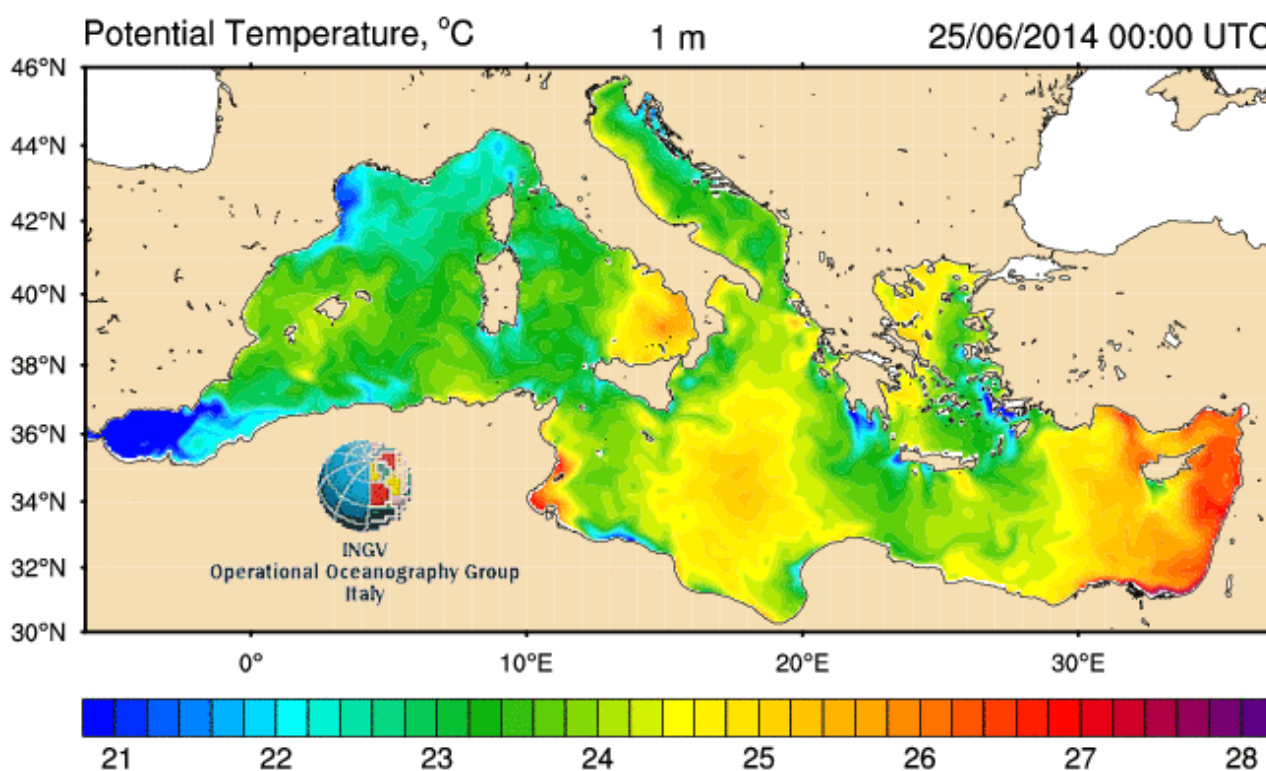 Potential Temperature, °C 1 m 25/06/2014 00:00 UTC
46°N
44°N
42°N
40°N
38°N
36°N
34°N
32°N
30°N
INGV
Operational Oceanography Group
Italy
0° 10°E 20°E 30°E
21 22 23 24 25 26 27 28